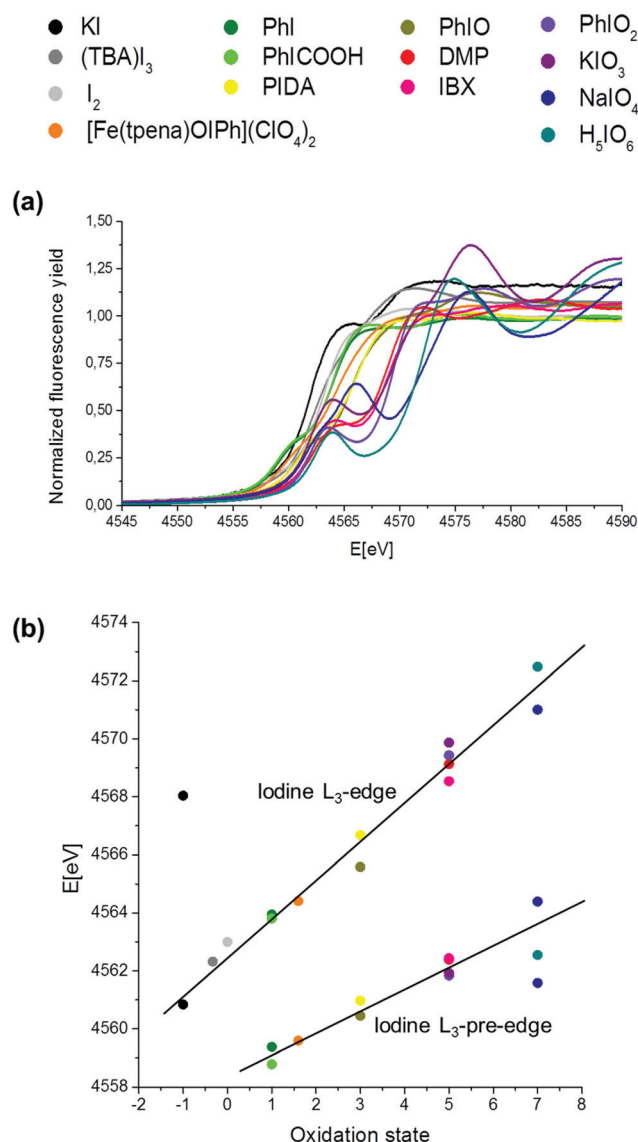 KI PhI PhIO PhIO₂
(TBA)I₃ PhICOOH DMP KIO₃
I₂ PIDA IBX NaIO₄
[Fe(tpena)OIPh](ClO₄)₂ H₅IO₆
(a)
1,50
1,25
1,00
0,75
0,50
0,25
0,00
Normalized fluorescence yield
4545 4550 4555 4560 4565 4570 4575 4580 4585 4590
E[eV]
(b)
4574
4572
4570
4568
4566
4564
4562
4560
4558
E[eV]
Iodine L₃-edge
Iodine L₃-pre-edge
-2 -1 0 1 2 3 4 5 6 7 8
Oxidation state